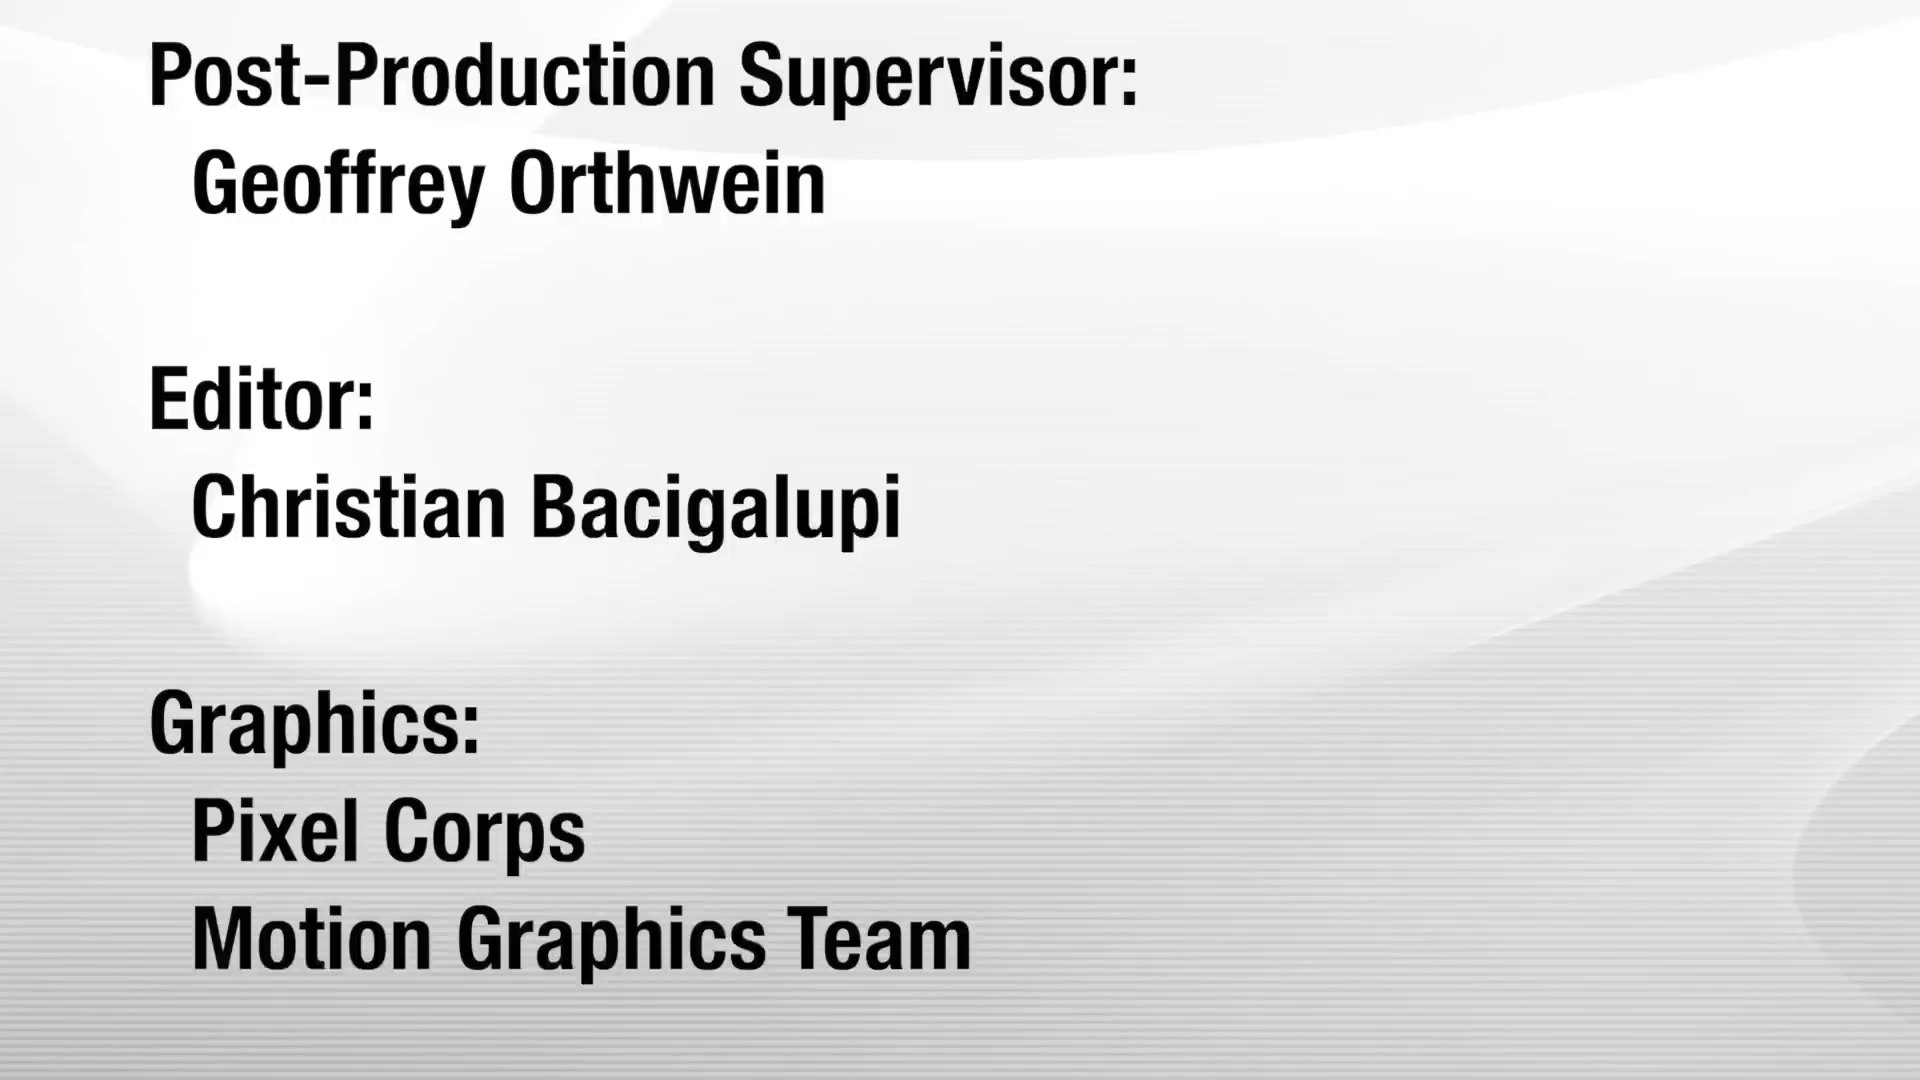 Post-Production Supervisor:
Geoffrey Orthwein
Editor:
Christian Bacigalupi
Graphics:
Pixel Corps
Motion Graphics Team